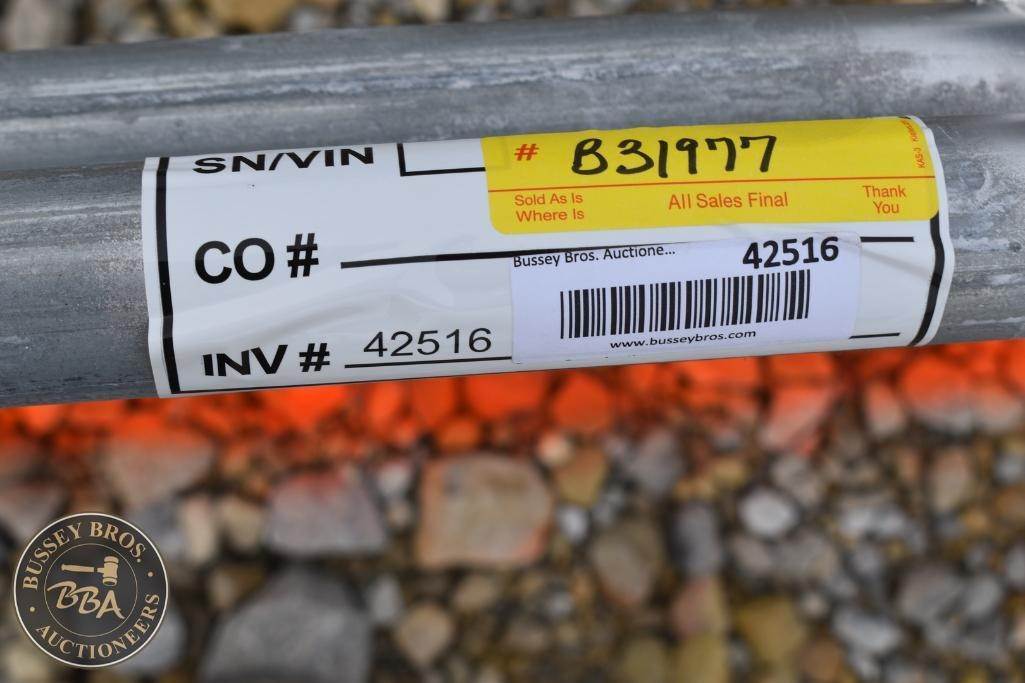 SN/VIN
# B31977
KAS-J
Sold As Is
Where Is
All Sales Final
Thank
You
CO #
Bussey Bros. Auctione... 42516
www.busseybros.com
INV # 42516
BUSSEY BROS.
BBA
AUCTIONEERS